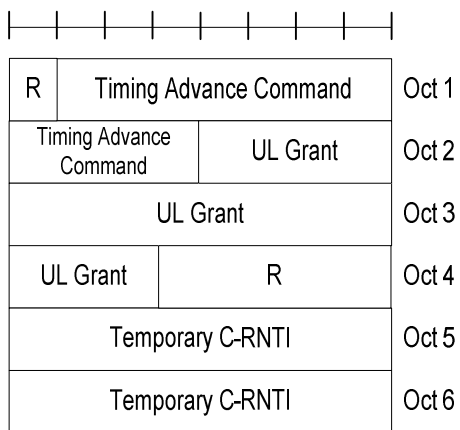 R Timing Advance Command Oct 1
Timing Advance
Command UL Grant Oct 2
UL Grant Oct 3
UL Grant R Oct 4
Temporary C-RNTI Oct 5
Temporary C-RNTI Oct 6